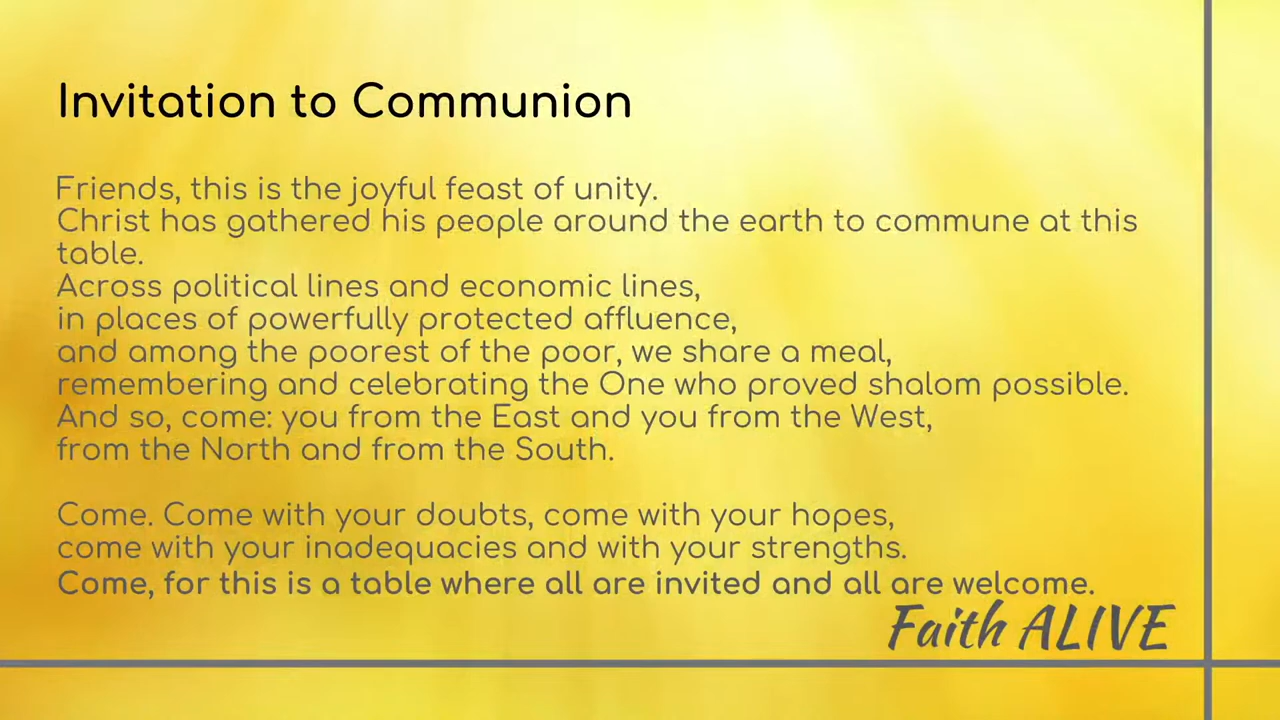 Invitation to Communion
Friends, this is the joyful feast of unity.
Christ has gathered his people around the earth to commune at this
table.
Across political lines and economic lines,
in places of powerfully protected affluence,
and among the poorest of the poor, we share a meal,
remembering and celebrating the One who proved shalom possible.
And so, come: you from the East and you from the West,
from the North and from the South.
Come. Come with your doubts, come with your hopes,
come with your inadequacies and with your strengths.
Come, for this is a table where all are invited and all are welcome.
Faith ALIVE